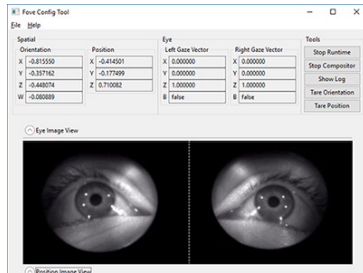 Fove Config Tool
File Help
Spatial Eye Tools
Orientation Position Left Gaze Vector Right Gaze Vector Stop Runtime
X -0.815550 X -0.414501 X 0.000000 X 0.000000 Stop Compositor
Y -0.357162 Y -0.177499 Y 0.000000 Y 0.000000 Show Log
Z -0.448074 Z 0.710082 Z 1.000000 Z 1.000000 Tare Orientation
W -0.080889 B false B false Tare Position
Eye Image View
Position Image View